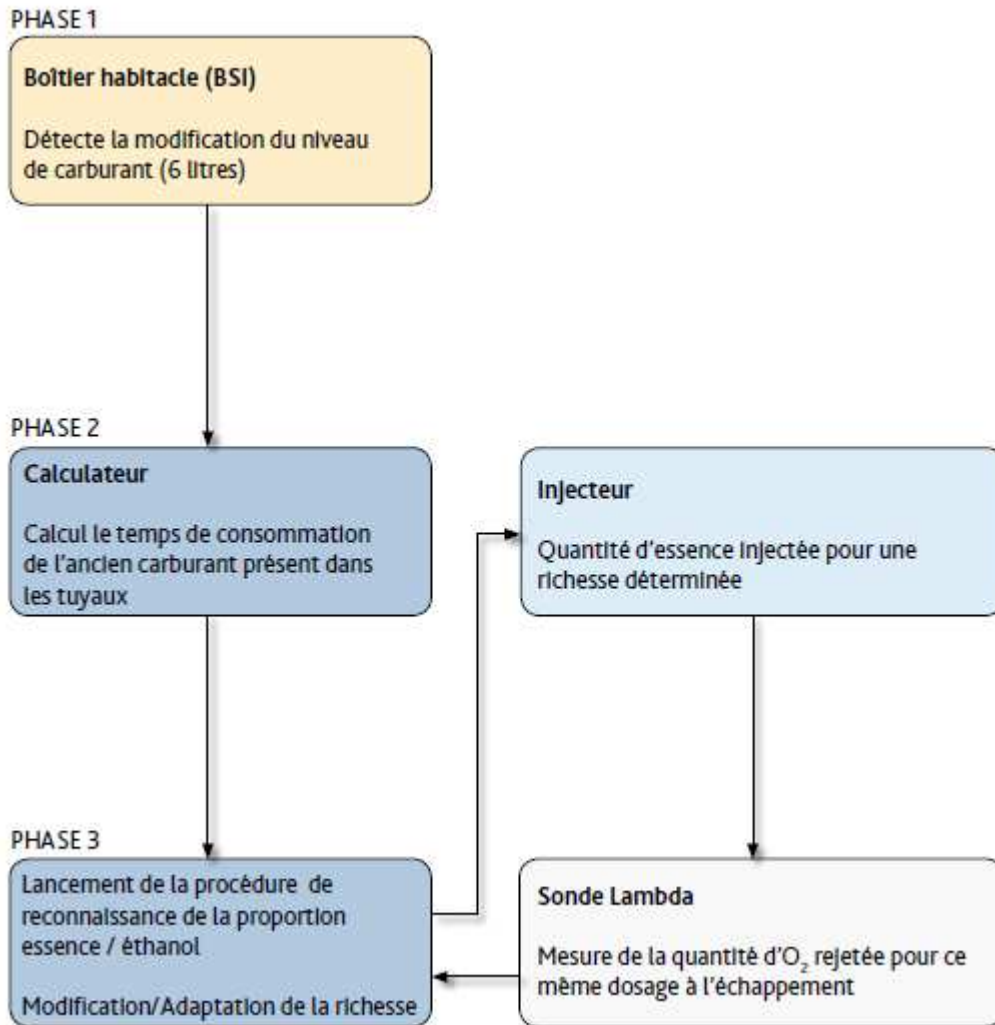 PHASE 1
Boîtier habitacle (BSI)
Détecte la modification du niveau
de carburant (6 litres)
PHASE 2
Calculateur
Calcul le temps de consommation
de l'ancien carburant présent dans
les tuyaux
Injecteur
Quantité d'essence injectée pour une
richesse déterminée
PHASE 3
Lancement de la procédure de
reconnaissance de la proportion
essence / éthanol
Modification/Adaptation de la richesse
Sonde Lambda
Mesure de la quantité d'O₂ rejetée pour ce
même dosage à l'échappement